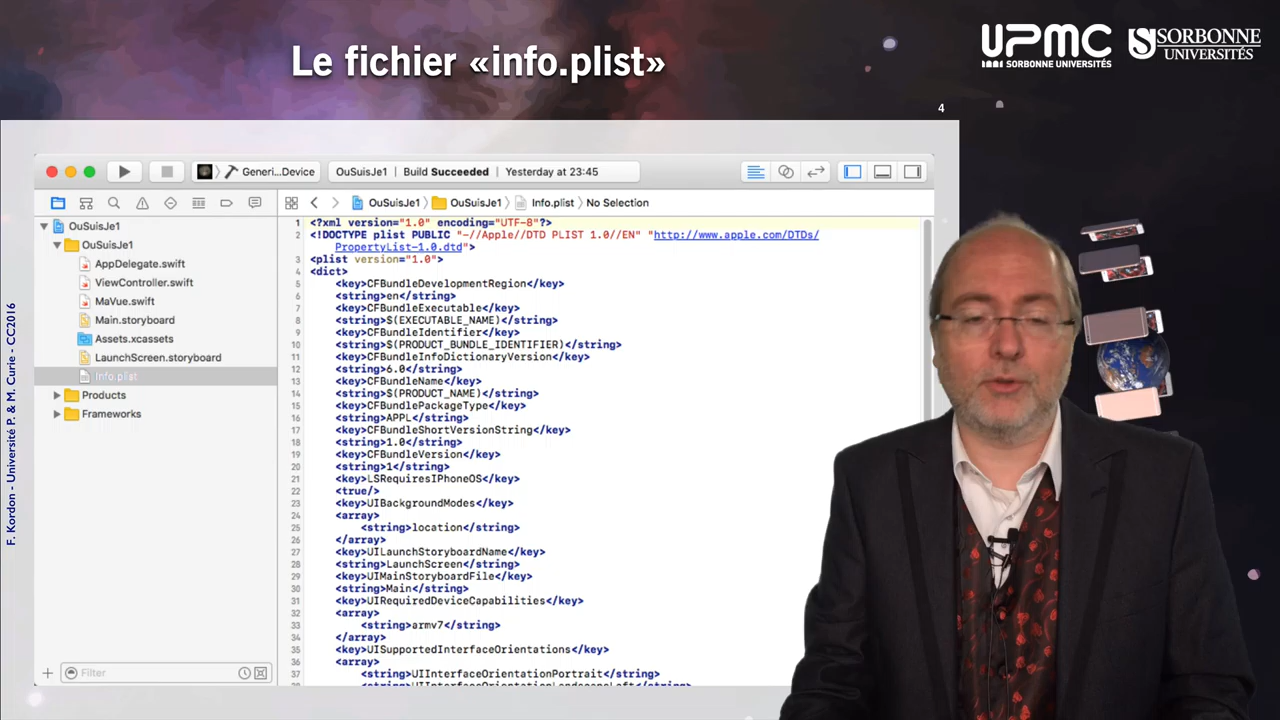 Le fichier «info.plist»
UPMC
SORBONNE UNIVERSITÉS
SORBONNE
UNIVERSITÉS
4
F. Kordon - Université P. & M. Curie - CC2016
Generi...Device
OuSuisJe1 | Build Succeeded | Yesterday at 23:45
OuSuisJe1
OuSuisJe1
AppDelegate.swift
ViewController.swift
MaVue.swift
Main.storyboard
Assets.xcassets
LaunchScreen.storyboard
Info.plist
Products
Frameworks
Filter
OuSuisJe1 〉 OuSuisJe1 〉 Info.plist 〉 No Selection
1 <?xml version="1.0" encoding="UTF-8"?>
2 <!DOCTYPE plist PUBLIC "-//Apple//DTD PLIST 1.0//EN" "http://www.apple.com/DTDs/
PropertyList-1.0.dtd">
3 <plist version="1.0">
4 <dict>
5 <key>CFBundleDevelopmentRegion</key>
6 <string>en</string>
7 <key>CFBundleExecutable</key>
8 <string>$(EXECUTABLE_NAME)</string>
9 <key>CFBundleIdentifier</key>
10 <string>$(PRODUCT_BUNDLE_IDENTIFIER)</string>
11 <key>CFBundleInfoDictionaryVersion</key>
12 <string>6.0</string>
13 <key>CFBundleName</key>
14 <string>$(PRODUCT_NAME)</string>
15 <key>CFBundlePackageType</key>
16 <string>APPL</string>
17 <key>CFBundleShortVersionString</key>
18 <string>1.0</string>
19 <key>CFBundleVersion</key>
20 <string>1</string>
21 <key>LSRequiresIPhoneOS</key>
22 <true/>
23 <key>UIBackgroundModes</key>
24 <array>
25 <string>location</string>
26 </array>
27 <key>UILaunchStoryboardName</key>
28 <string>LaunchScreen</string>
29 <key>UIMainStoryboardFile</key>
30 <string>Main</string>
31 <key>UIRequiredDeviceCapabilities</key>
32 <array>
33 <string>armv7</string>
34 </array>
35 <key>UISupportedInterfaceOrientations</key>
36 <array>
37 <string>UIInterfaceOrientationPortrait</string>
38 <string>UIInterfaceOrientationLandscapeLeft</string>